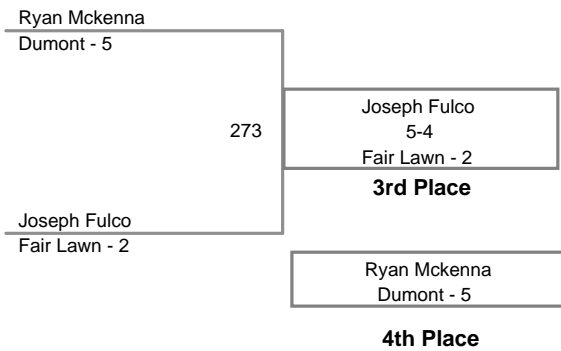 Ryan Mckenna
Dumont - 5
273
Joseph Fulco
5-4
Fair Lawn - 2
3rd Place
Joseph Fulco
Fair Lawn - 2
Ryan Mckenna
Dumont - 5
4th Place